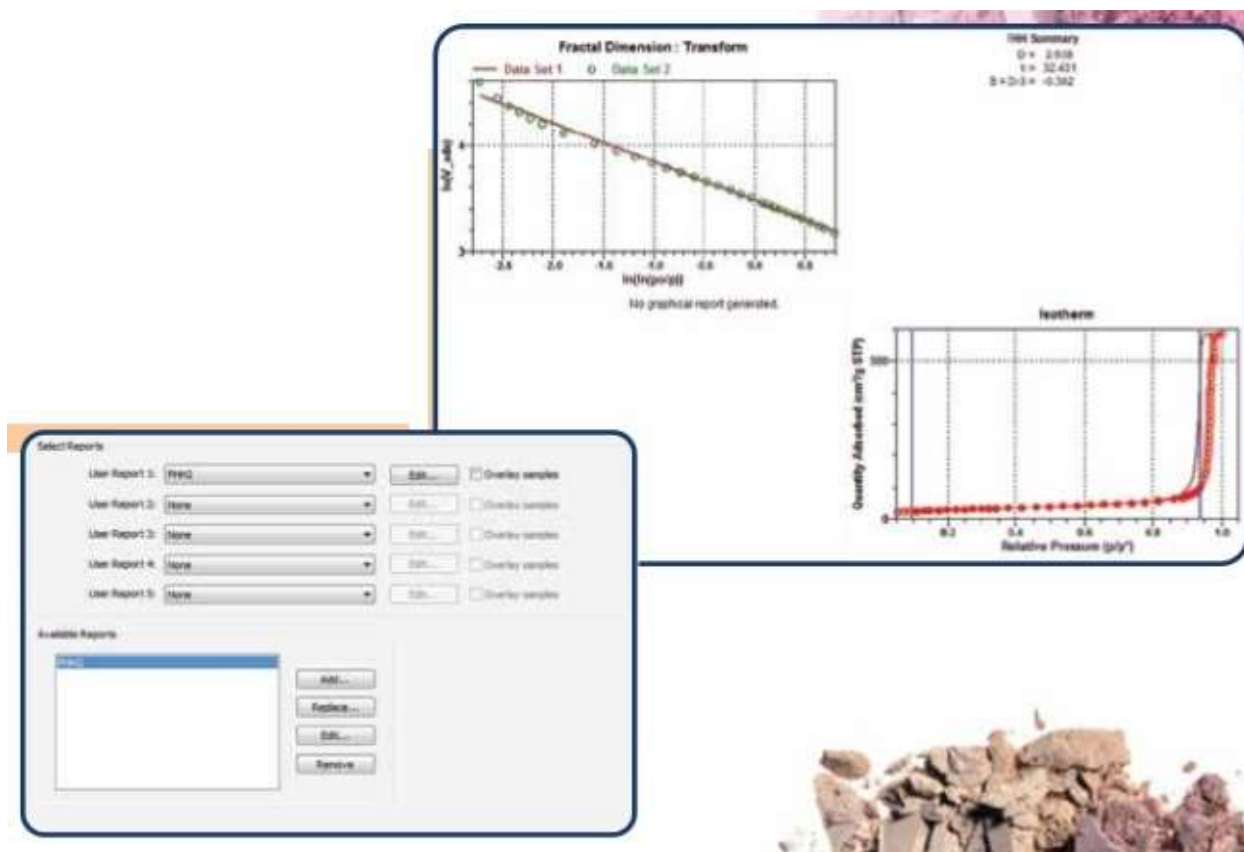 Fractal Dimension : Transform
Data Set 1 o Data Set 2
FHH Summary
D =
32.431
-0.362
ln(V_ads)
4
3
-2.5 -2.0 -1.5 -1.0 -0.5 0.0 0.5
ln(ln(po/p))
No graphical report generated.
Isotherm
Quantity Adsorbed (cm³/g STP)
500
0
0.2 0.4 0.6 0.8 1.0
Relative Pressure (p/p°)
Select Reports
User Report 1: Edit... Overlay samples
User Report 2: None Edit... Overlay samples
User Report 3: None Edit... Overlay samples
User Report 4: None Edit... Overlay samples
User Report 5: None Edit... Overlay samples
Available Reports
Add...
Replace...
Edit...
Remove